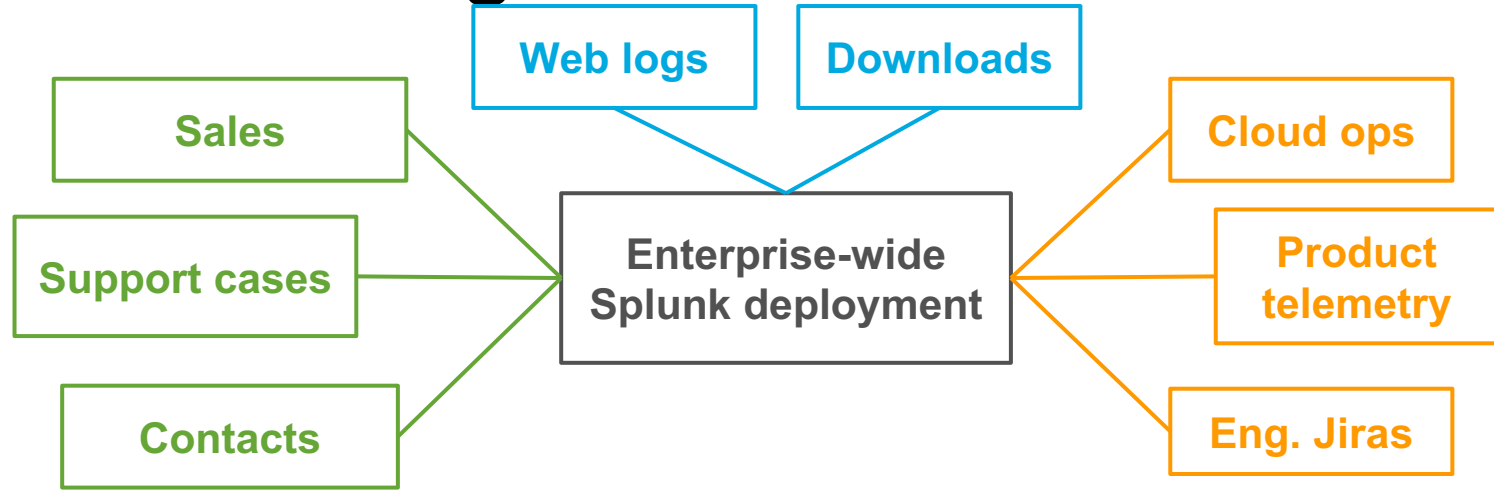 Web logs
Downloads
Sales
Cloud ops
Support cases
Enterprise-wide
Splunk deployment
Product
telemetry
Contacts
Eng. Jiras